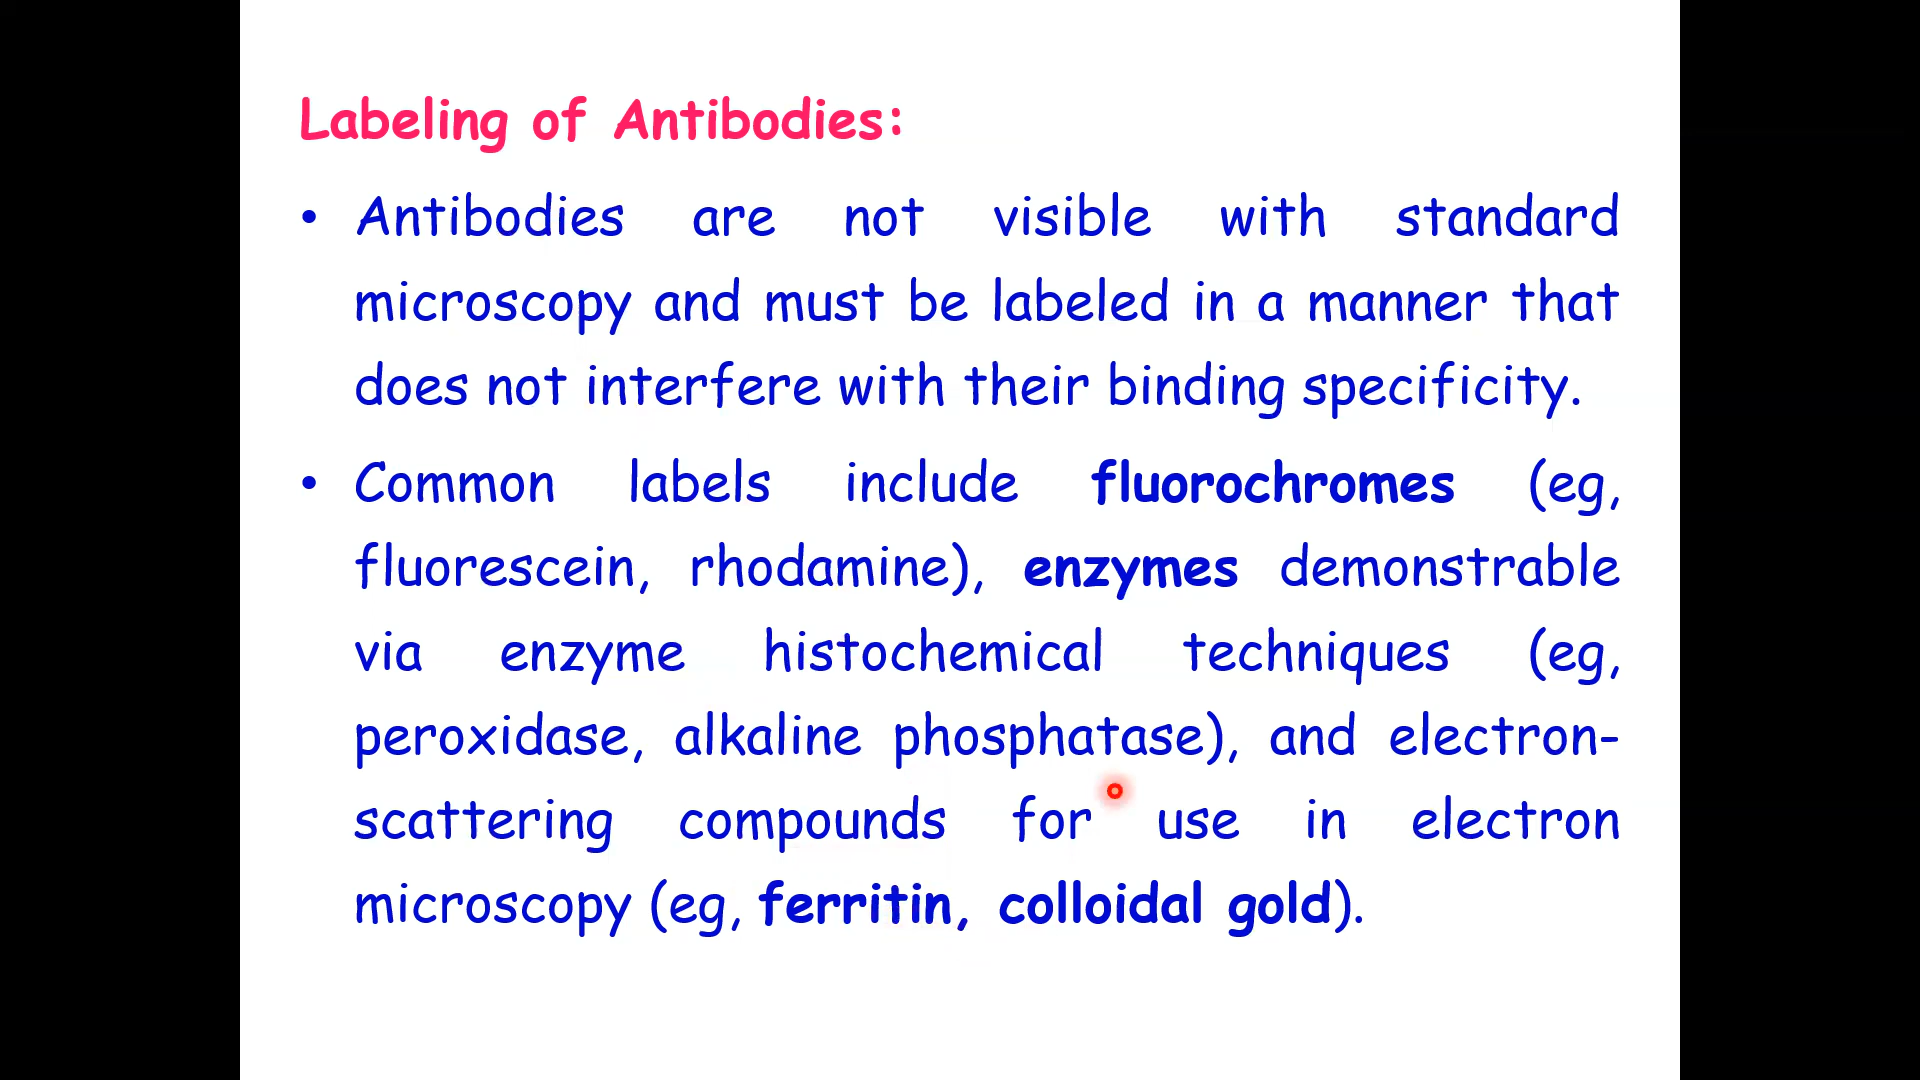 Labeling of Antibodies:
• Antibodies are not visible with standard
microscopy and must be labeled in a manner that
does not interfere with their binding specificity.
• Common labels include fluorochromes (eg,
fluorescein, rhodamine), enzymes demonstrable
via enzyme histochemical techniques (eg,
peroxidase, alkaline phosphatase), and electron-
scattering compounds for use in electron
microscopy (eg, ferritin, colloidal gold).